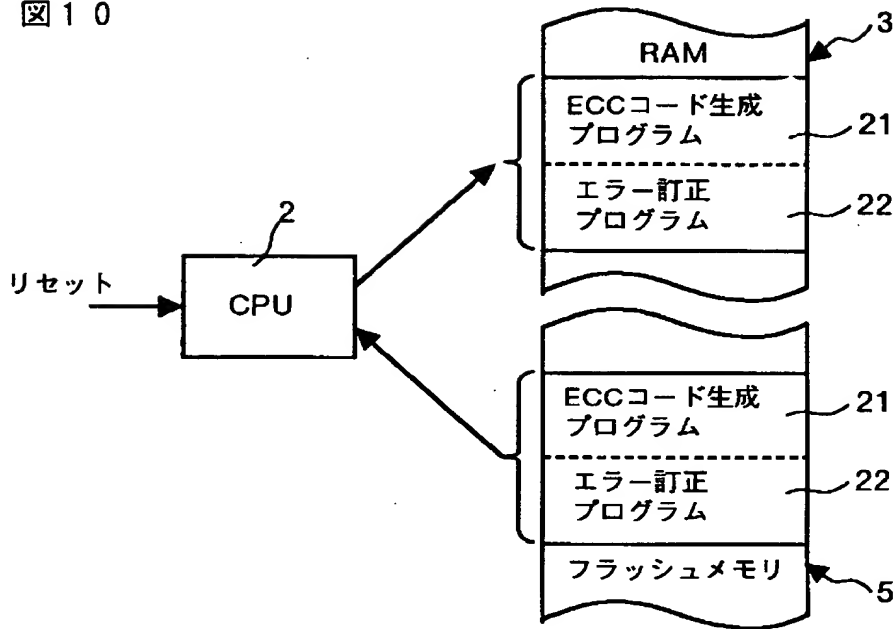 図10
RAM
3
ECCコード生成
プログラム
21
エラー訂正
プログラム
22
2
リセット
CPU
ECCコード生成
プログラム
21
エラー訂正
プログラム
22
フラッシュメモリ
5